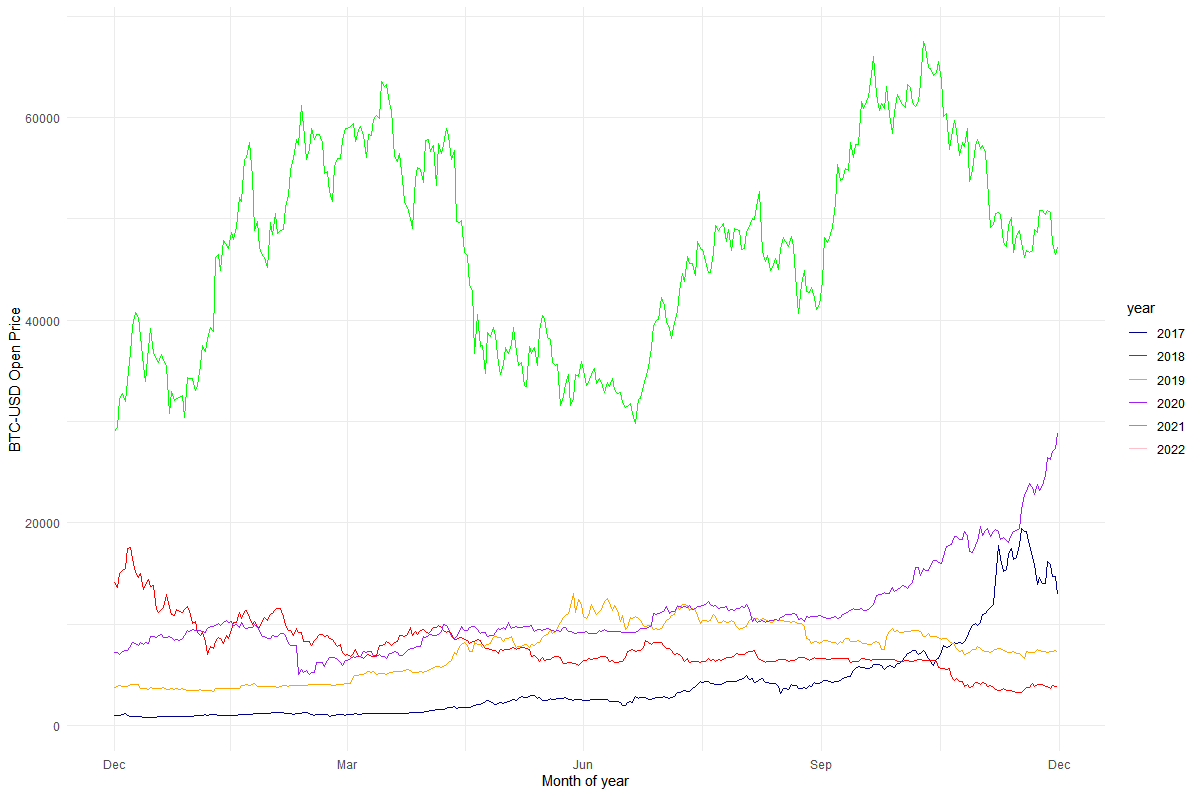 60000
40000
20000
0
BTC-USD Open Price
Dec
Mar
Jun
Sep
Dec
Month of year
year
2017
2018
2019
2020
2021
2022